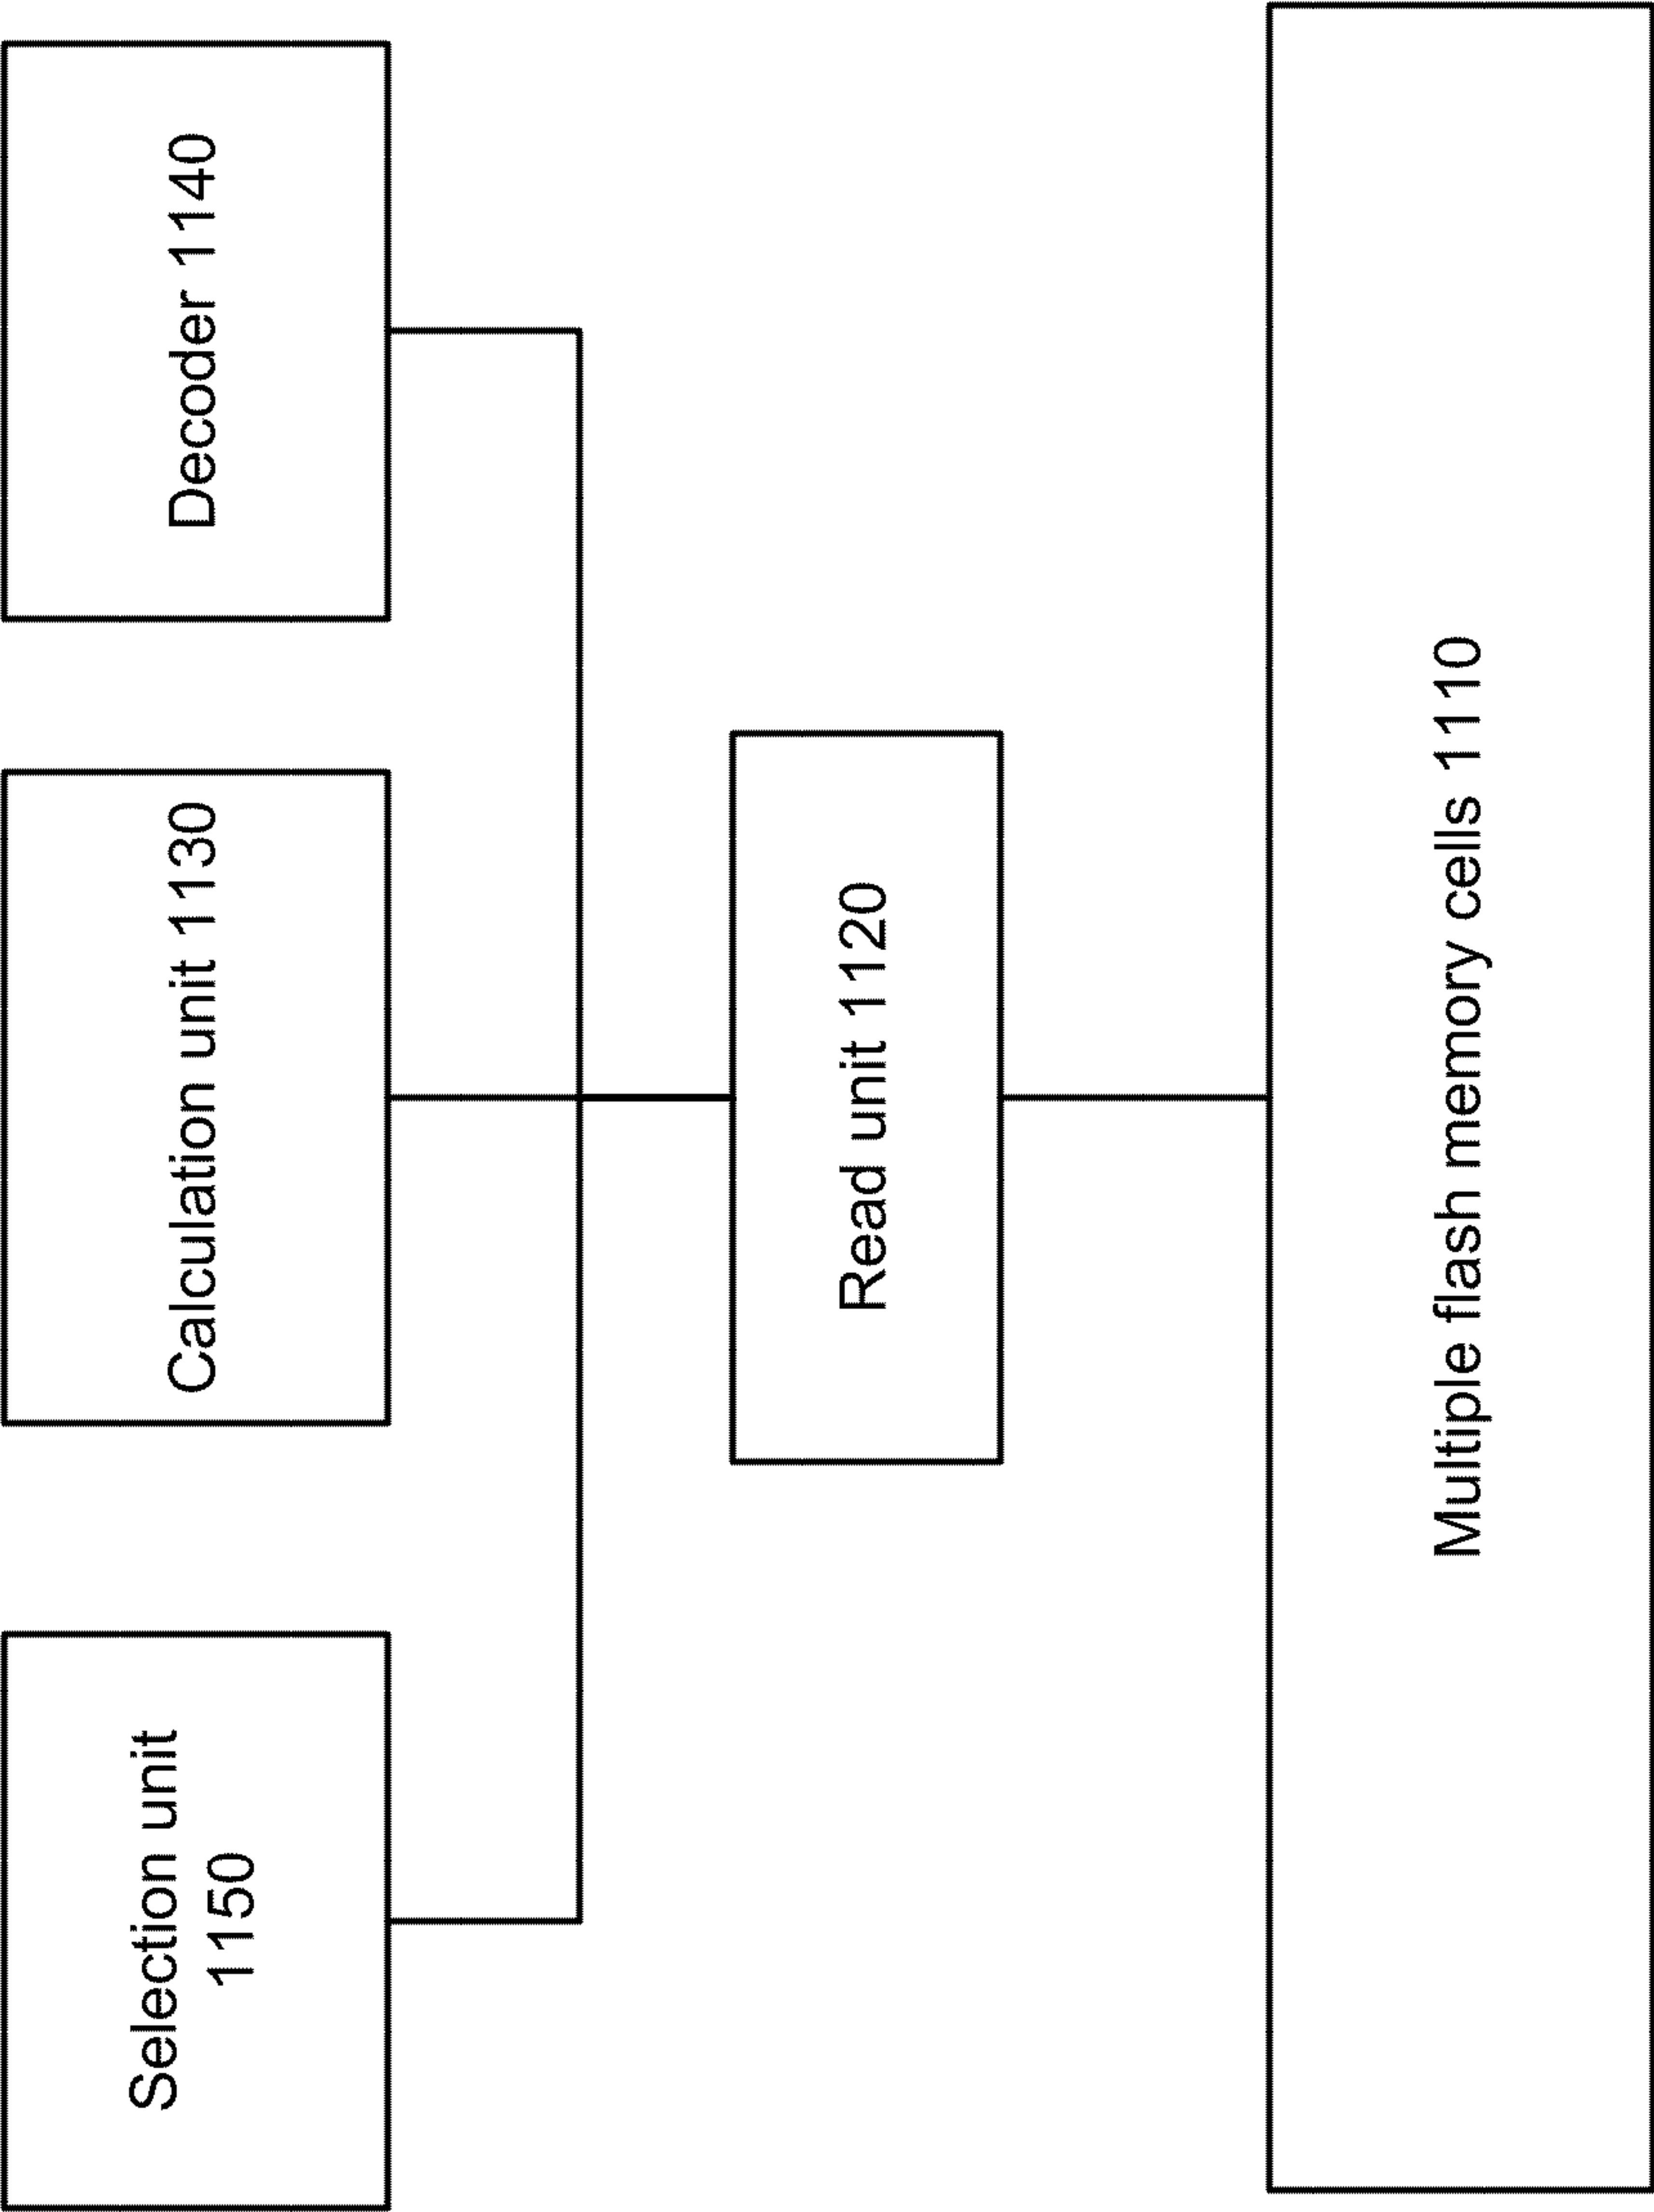 Selection unit
1150
Calculation unit 1130
Decoder 1140
Read unit 1120
Multiple flash memory cells 1110